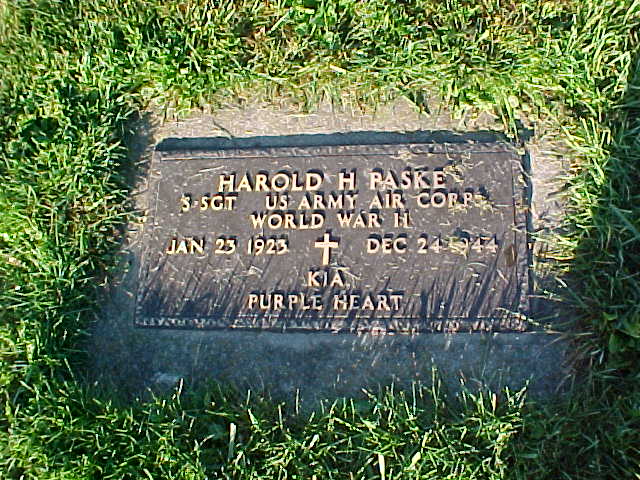 HAROLD H PASKE
S-SGT US ARMY AIR CORPS
WORLD WAR II
JAN 23 1923 DEC 24 1944
KIA
PURPLE HEART